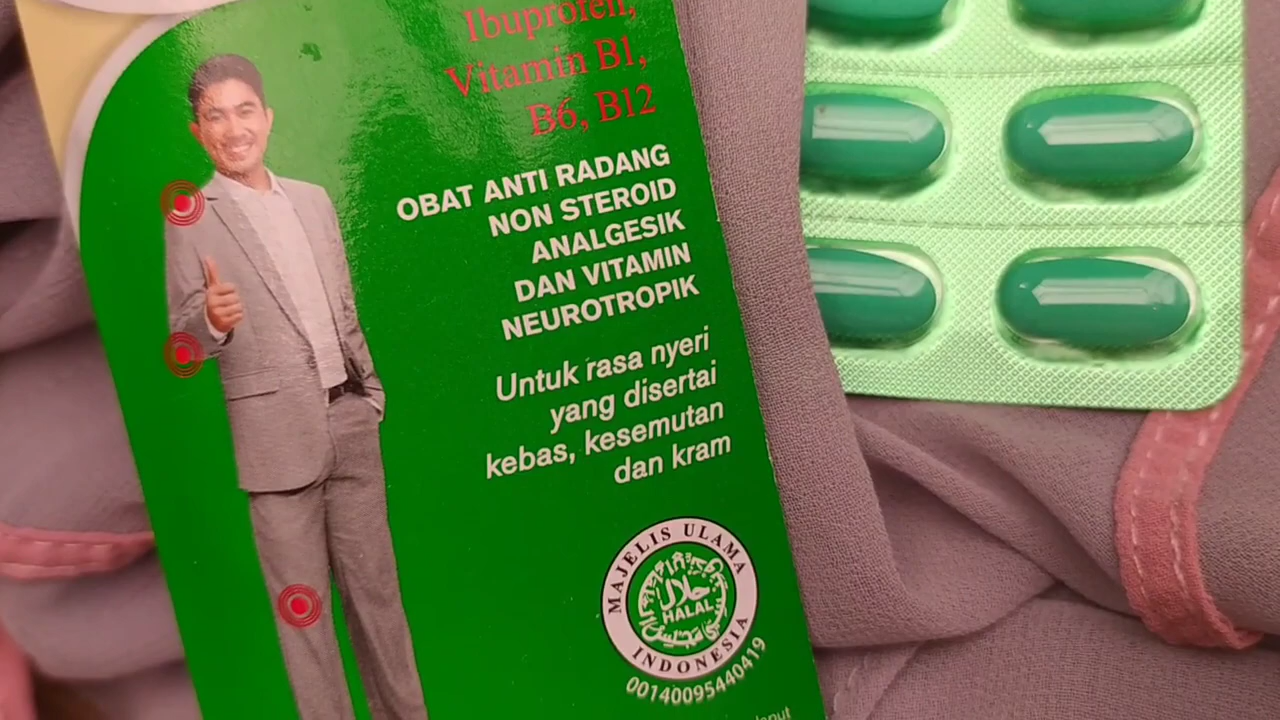 Ibuprofen,
Vitamin B1,
B6, B12
OBAT ANTI RADANG
NON STEROID
ANALGESIK
DAN VITAMIN
NEUROTROPIK
Untuk rasa nyeri
yang disertai
kebas, kesemutan
dan kram
MAJELIS ULAMA
حلال
HALAL
INDONESIA
00140095440419